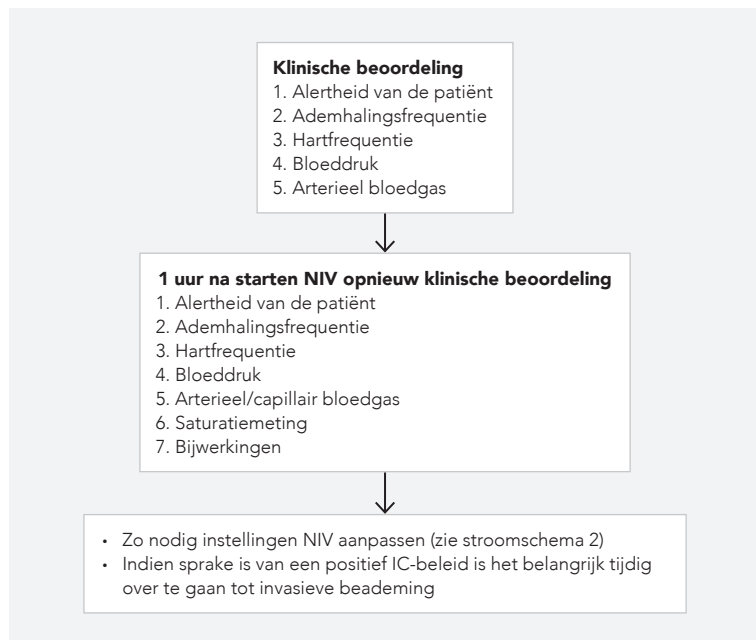 Klinische beoordeling
1. Alertheid van de patiënt
2. Ademhalingsfrequentie
3. Hartfrequentie
4. Bloeddruk
5. Arterieel bloedgas
1 uur na starten NIV opnieuw klinische beoordeling
1. Alertheid van de patiënt
2. Ademhalingsfrequentie
3. Hartfrequentie
4. Bloeddruk
5. Arterieel/capillair bloedgas
6. Saturatiemeting
7. Bijwerkingen
• Zo nodig instellingen NIV aanpassen (zie stroomschema 2)
• Indien sprake is van een positief IC-beleid is het belangrijk tijdig
over te gaan tot invasieve beademing